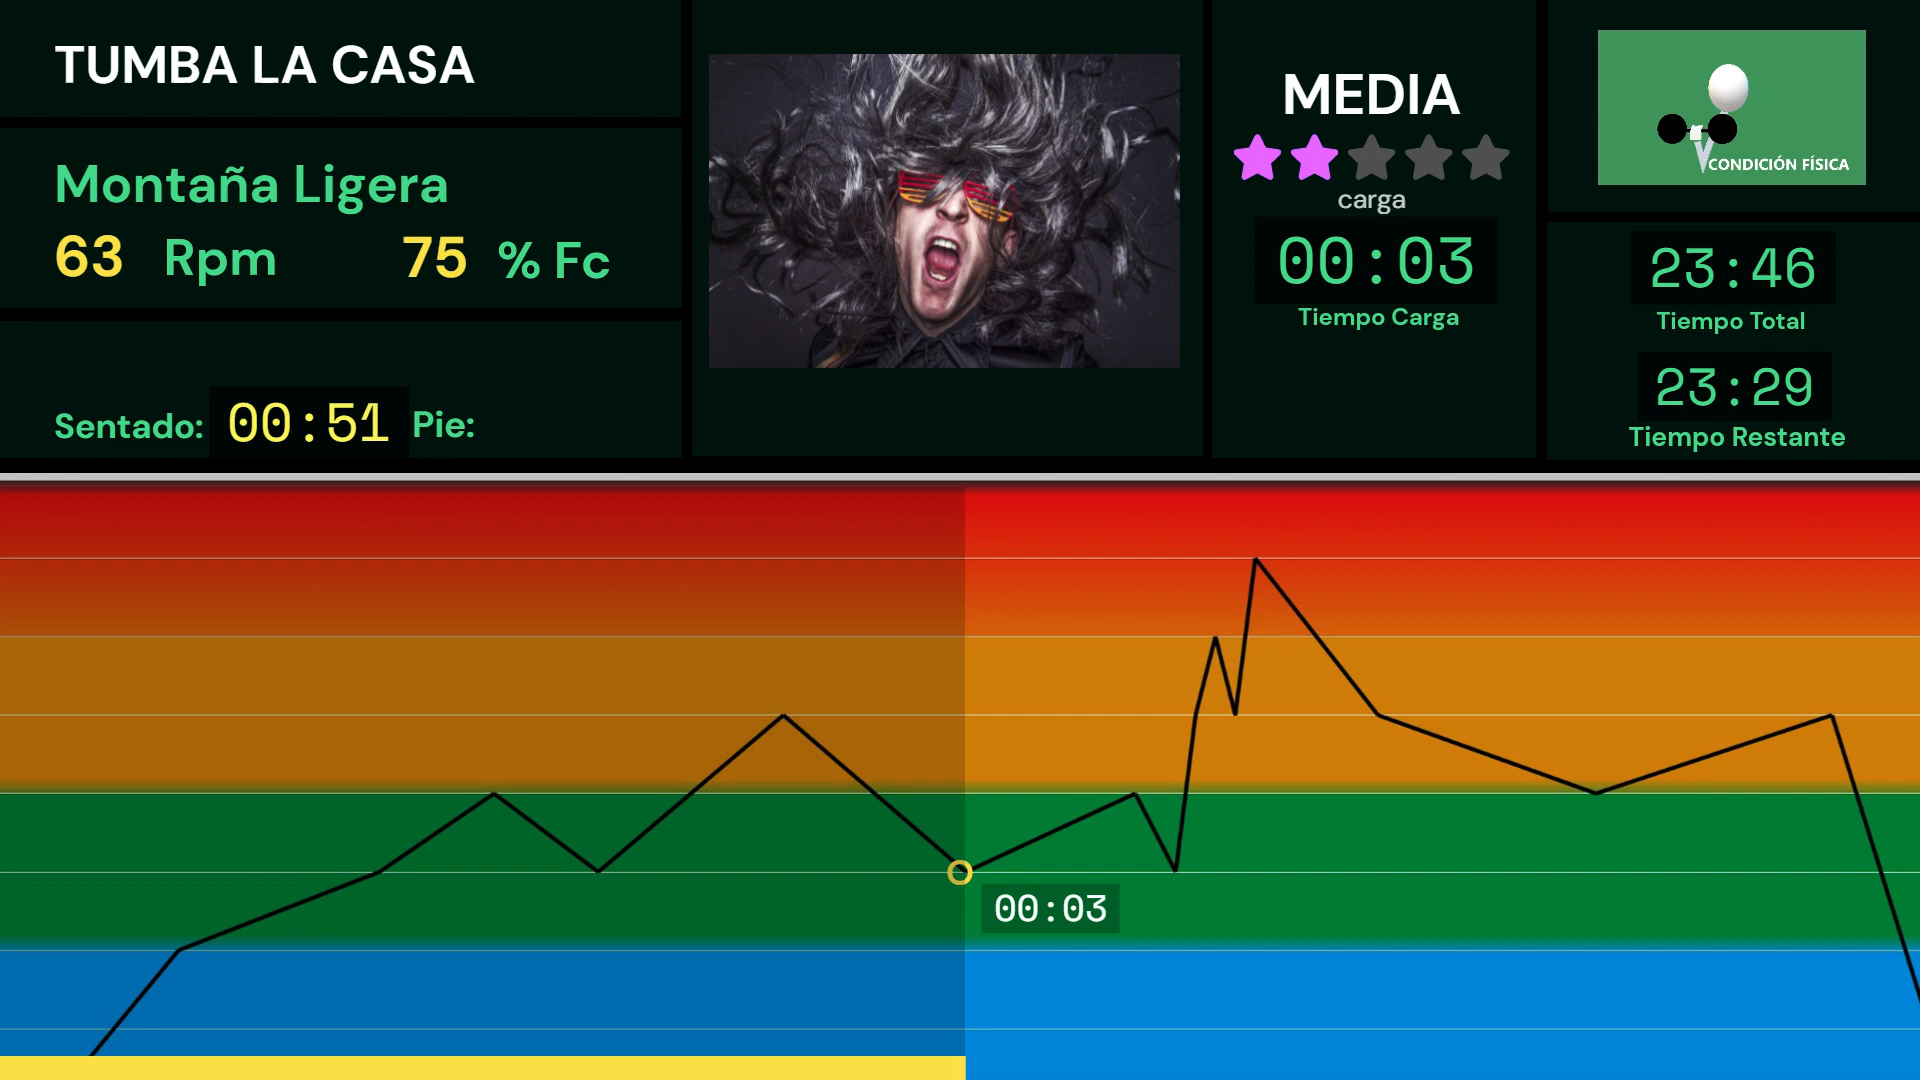 TUMBA LA CASA
Montaña Ligera
63 Rpm 75 % Fc
Sentado: 00:51 Pie:
MEDIA
carga
00:03
Tiempo Carga
CONDICIÓN FÍSICA
23:46
Tiempo Total
23:29
Tiempo Restante
00:03